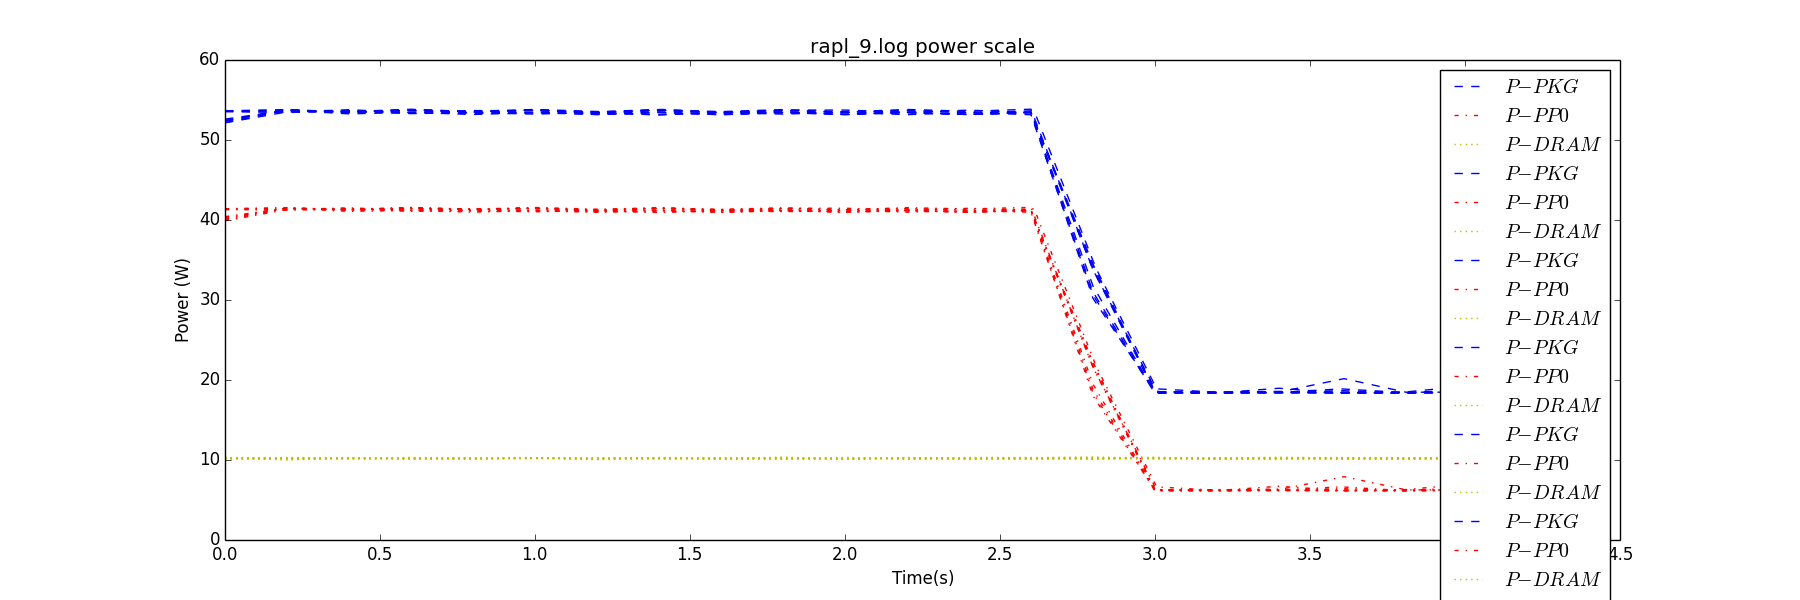 rapl_9.log power scale
60
50
40
30
20
10
0
Power (W)
0.0 0.5 1.0 1.5 2.0 2.5 3.0 3.5 4.5
Time(s)
P−PKG
P−PP0
P−DRAM
P−PKG
P−PP0
P−DRAM
P−PKG
P−PP0
P−DRAM
P−PKG
P−PP0
P−DRAM
P−PKG
P−PP0
P−DRAM
P−PKG
P−PP0
P−DRAM